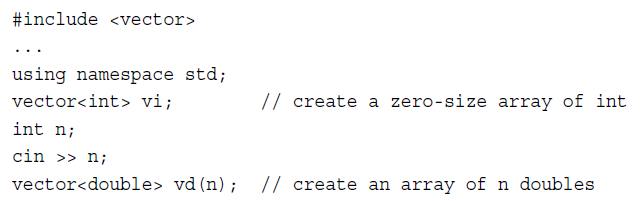 #include <vector>
...
using namespace std;
vector<int> vi;        // create a zero-size array of int
int n;
cin >> n;
vector<double> vd(n);  // create an array of n doubles